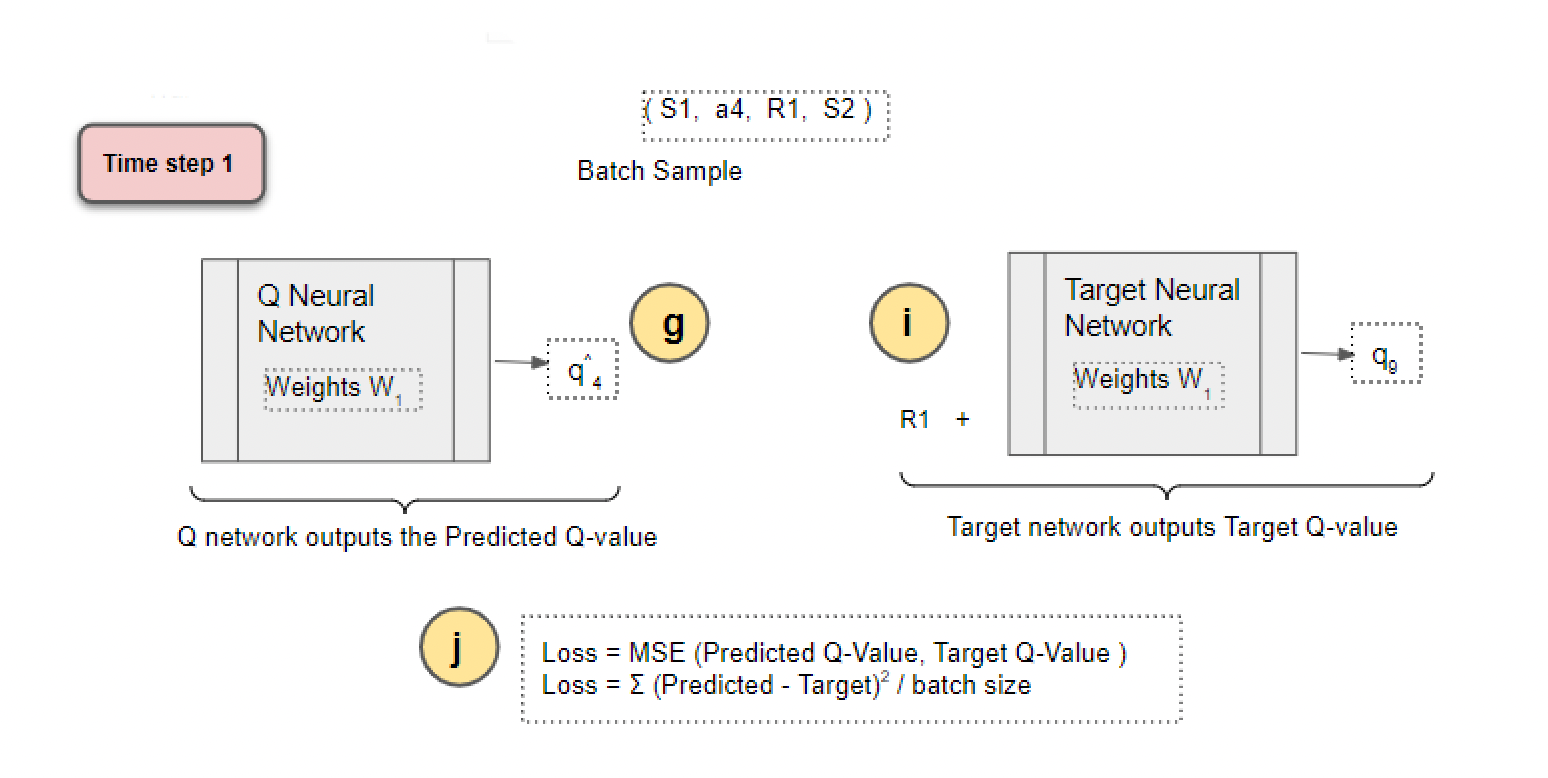 ( S1, a4, R1, S2 )
Batch Sample
Time step 1
Q Neural
Network
Weights W1
q^4
g
i
R1 +
Target Neural
Network
Weights W1
q9
Q network outputs the Predicted Q-value
Target network outputs Target Q-value
j
Loss = MSE (Predicted Q-Value, Target Q-Value )
Loss = Σ (Predicted - Target)² / batch size